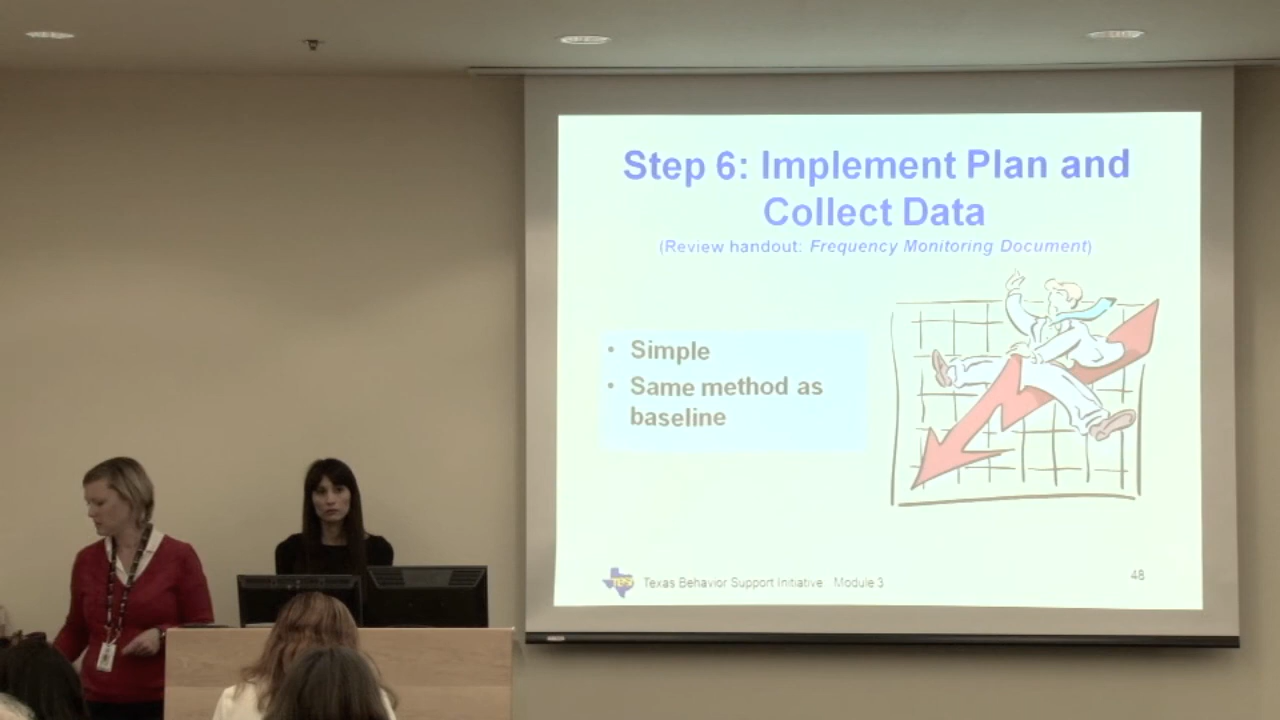 Step 6: Implement Plan and
Collect Data
(Review handout: Frequency Monitoring Document)
• Simple
• Same method as
baseline
TBSI Texas Behavior Support Initiative Module 3
48